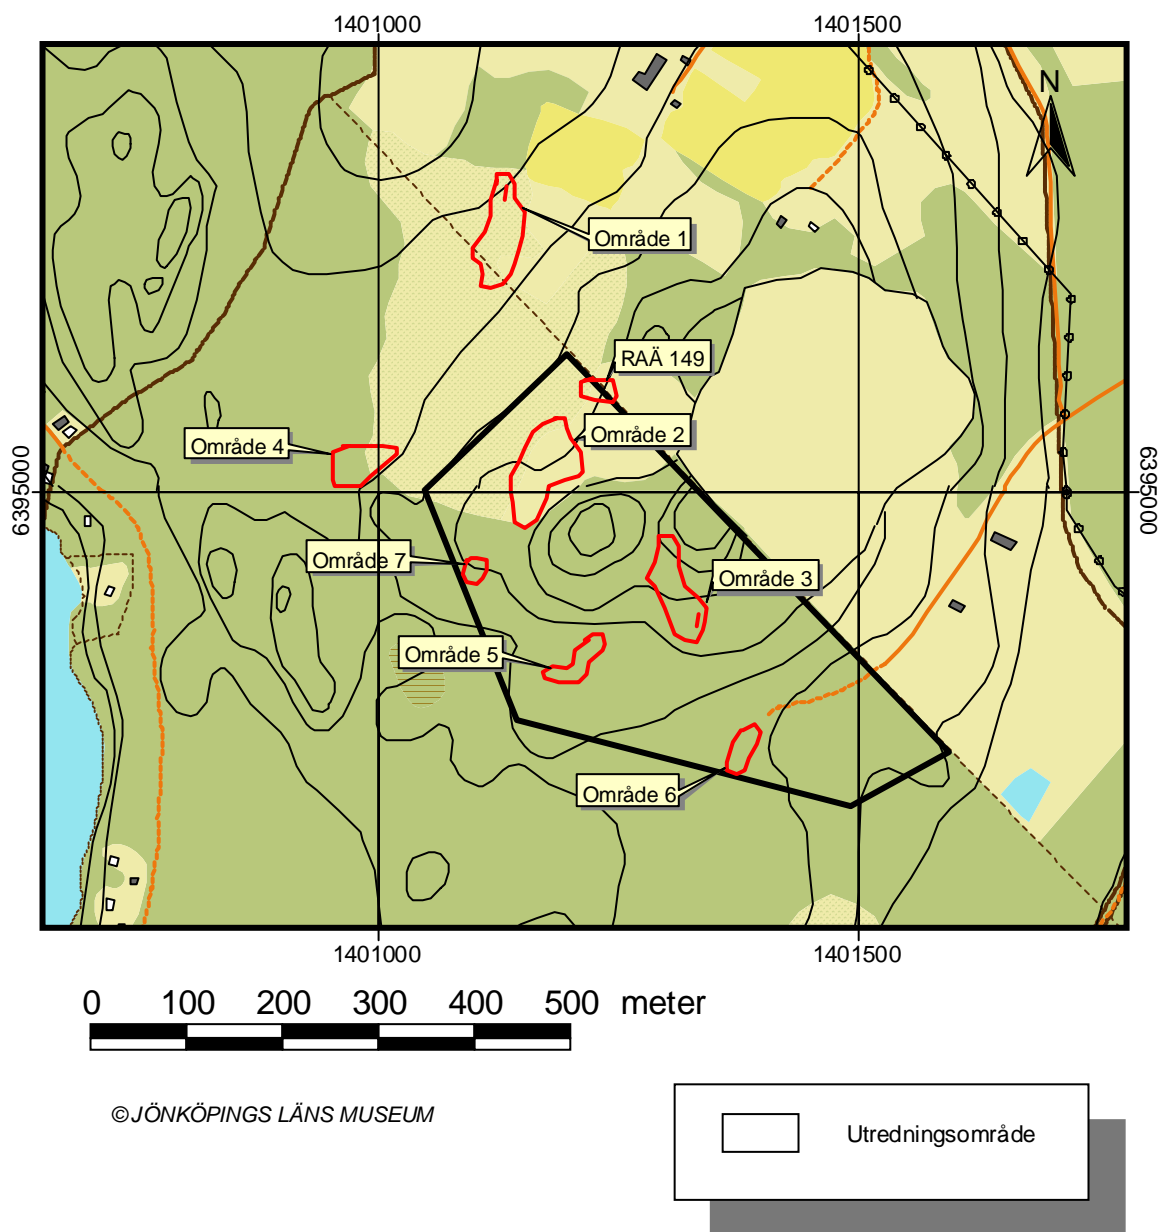 1401000 1401500
N
Område 1
RAÄ 149
Område 2
Område 4
6395000 6395000
Område 7
Område 3
Område 5
Område 6
1401000 1401500
0 100 200 300 400 500 meter
©JÖNKÖPINGS LÄNS MUSEUM
Utredningsområde